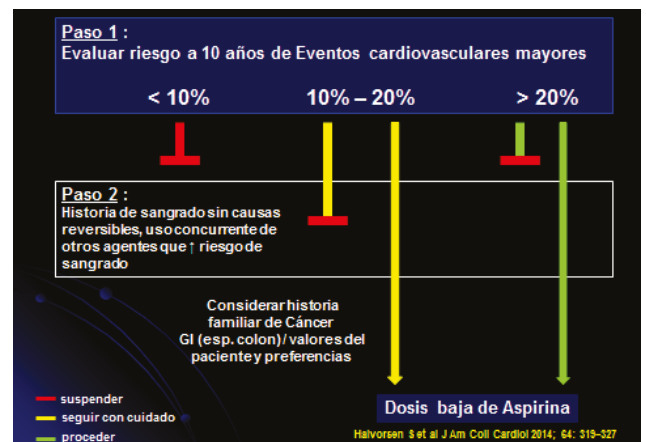 Paso 1 :
Evaluar riesgo a 10 años de Eventos cardiovasculares mayores
< 10%
10% – 20%
> 20%
Paso 2 :
Historia de sangrado sin causas
reversibles, uso concurrente de
otros agentes que ↑ riesgo de
sangrado
Considerar historia
familiar de Cáncer
GI (esp. colon) / valores del
paciente y preferencias
suspender
seguir con cuidado
proceder
Dosis baja de Aspirina
Halvorsen S et al J Am Coll Cardiol 2014; 64: 319–327